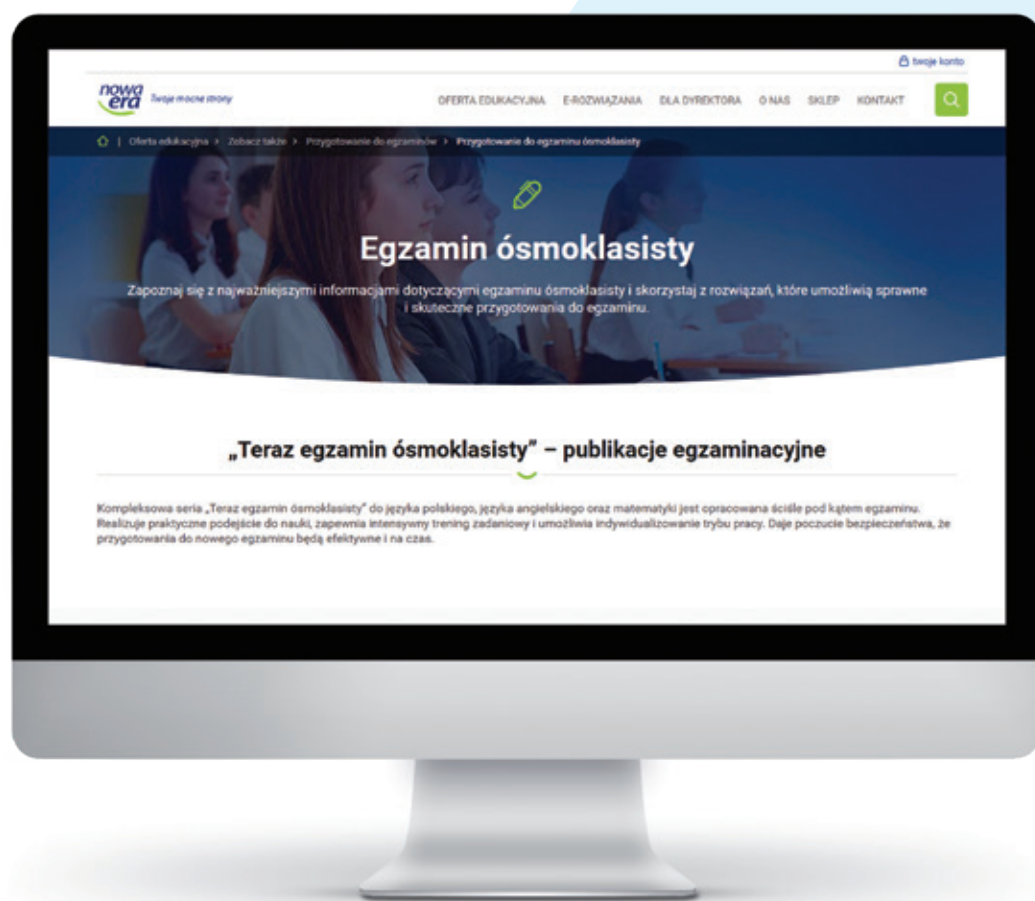 twoje konto
nowa
era
Twoje mocne strony
OFERTA EDUKACYJNA E-ROZWIĄZANIA DLA DYREKTORA O NAS SKLEP KONTAKT
| Oferta edukacyjna > Zobacz także > Przygotowanie do egzaminów > Przygotowanie do egzaminu ósmoklasisty
Egzamin ósmoklasisty
Zapoznaj się z najważniejszymi informacjami dotyczącymi egzaminu ósmoklasisty i skorzystaj z rozwiązań, które umożliwią sprawne
i skuteczne przygotowania do egzaminu.
„Teraz egzamin ósmoklasisty” – publikacje egzaminacyjne
Kompleksowa seria „Teraz egzamin ósmoklasisty” do języka polskiego, języka angielskiego oraz matematyki jest opracowana ściśle pod kątem egzaminu.
Realizuje praktyczne podejście do nauki, zapewnia intensywny trening zadaniowy i umożliwia indywidualizowanie trybu pracy. Daje poczucie bezpieczeństwa, że
przygotowania do nowego egzaminu będą efektywne i na czas.